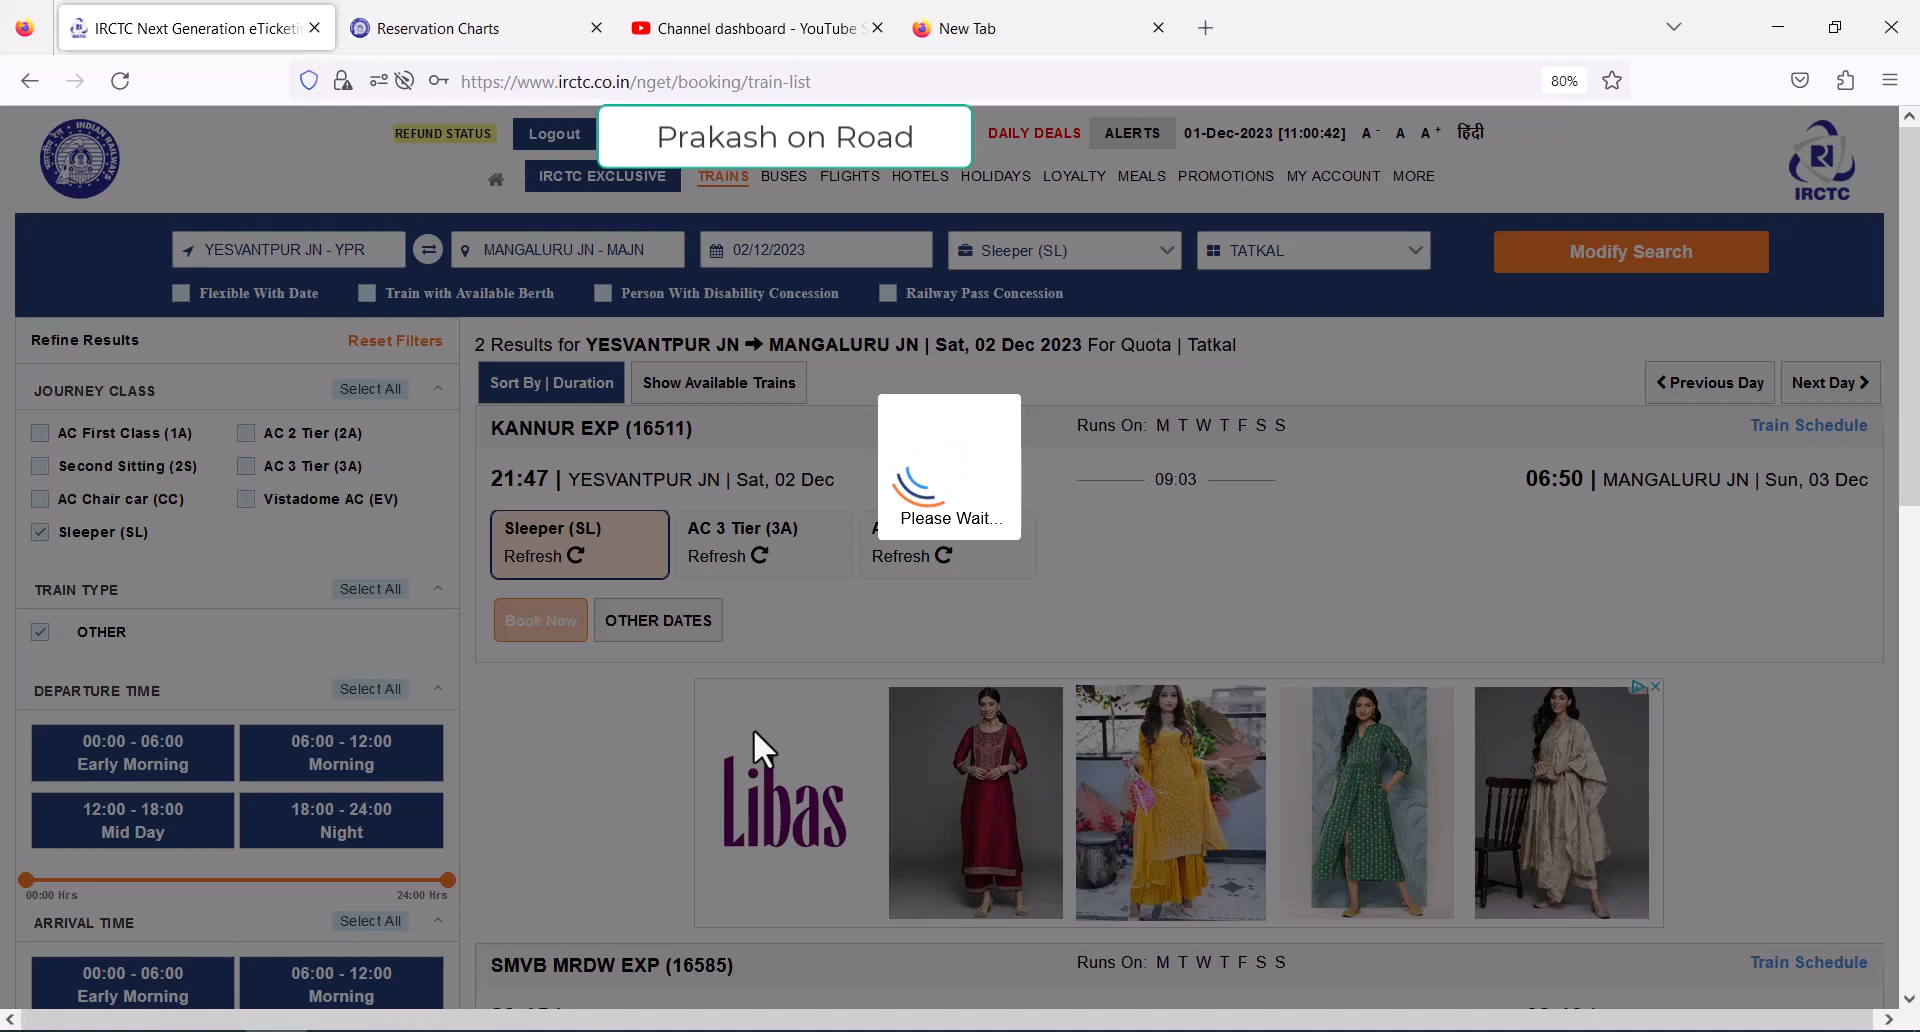 IRCTC Next Generation eTicketin
Reservation Charts
Channel dashboard - YouTube S
New Tab
https://www.irctc.co.in/nget/booking/train-list
80%
REFUND STATUS
Logout
Prakash on Road
DAILY DEALS
ALERTS
01-Dec-2023 [11:00:42]
A -
A
A +
हिंदी
IRCTC EXCLUSIVE
TRAINS
BUSES
FLIGHTS
HOTELS
HOLIDAYS
LOYALTY
MEALS
PROMOTIONS
MY ACCOUNT
MORE
INDIAN RAILWAYS
IRCTC
YESVANTPUR JN - YPR
MANGALURU JN - MAJN
02/12/2023
Sleeper (SL)
TATKAL
Modify Search
Flexible With Date
Train with Available Berth
Person With Disability Concession
Railway Pass Concession
Refine Results
Reset Filters
JOURNEY CLASS
Select All
AC First Class (1A)
AC 2 Tier (2A)
Second Sitting (2S)
AC 3 Tier (3A)
AC Chair car (CC)
Vistadome AC (EV)
Sleeper (SL)
TRAIN TYPE
Select All
OTHER
DEPARTURE TIME
Select All
00:00 - 06:00
Early Morning
06:00 - 12:00
Morning
12:00 - 18:00
Mid Day
18:00 - 24:00
Night
00:00 Hrs
24:00 Hrs
ARRIVAL TIME
Select All
00:00 - 06:00
Early Morning
06:00 - 12:00
Morning
2 Results for YESVANTPUR JN ➔ MANGALURU JN | Sat, 02 Dec 2023 For Quota | Tatkal
Sort By | Duration
Show Available Trains
Previous Day
Next Day
KANNUR EXP (16511)
Runs On: M T W T F S S
Train Schedule
21:47 | YESVANTPUR JN | Sat, 02 Dec
09:03
06:50 | MANGALURU JN | Sun, 03 Dec
Sleeper (SL)
Refresh
AC 3 Tier (3A)
Refresh
A
Refresh
Please Wait...
Book Now
OTHER DATES
Libas
SMVB MRDW EXP (16585)
Runs On: M T W T F S S
Train Schedule